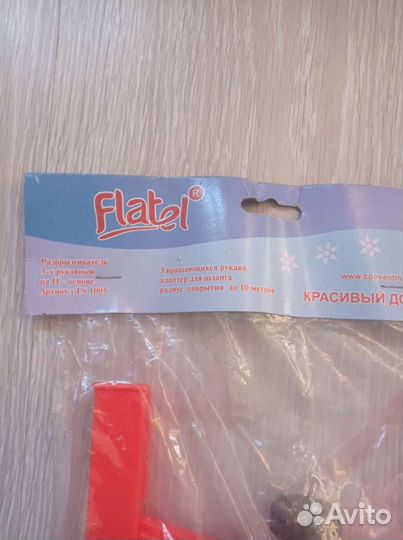 Flatel®
Разбрызгиватель
3-х рукавный
на П - основе
Артикул FS 1005
3 вращающихся рукава
адаптер для шланга
радиус покрытия до 10 метров
www.conventm
КРАСИВЫЙ ДО
Avito